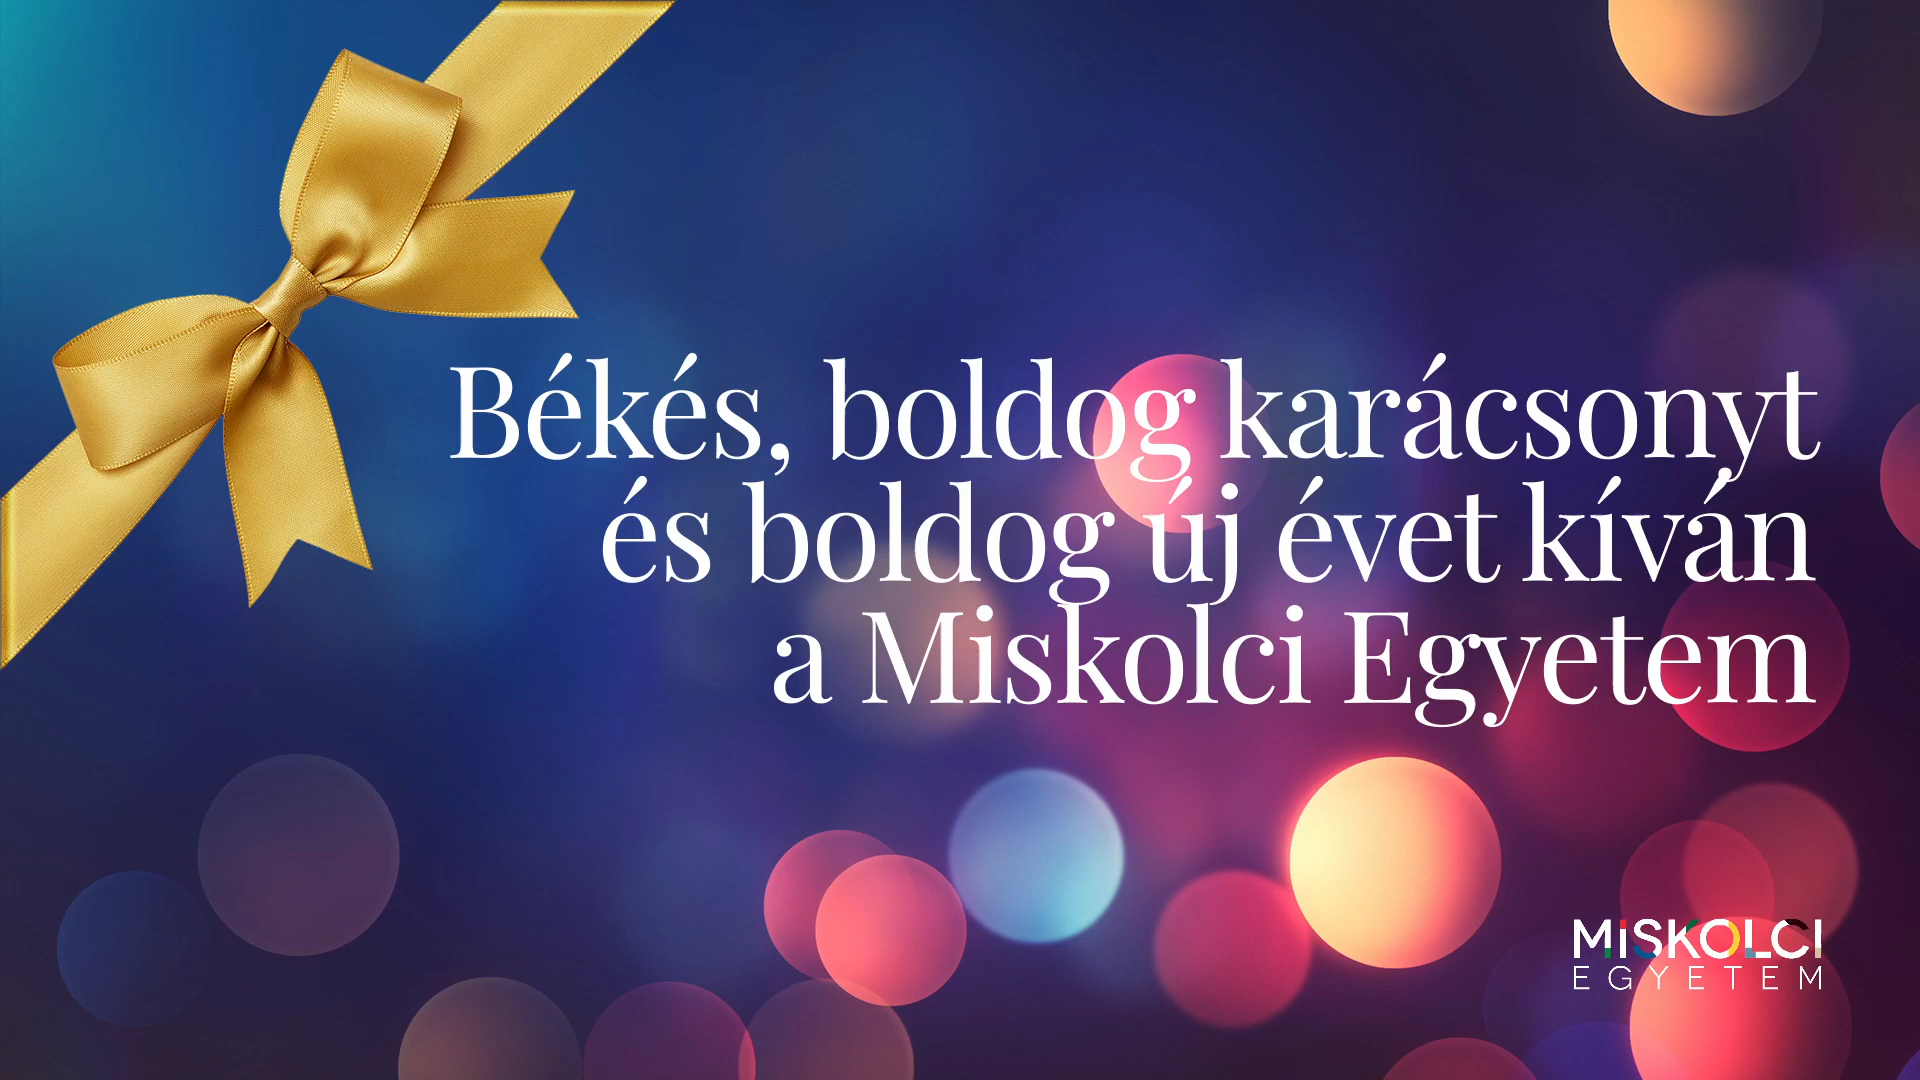 Békés, boldog karácsonyt
és boldog új évet kíván
a Miskolci Egyetem
MiSKOLCI
EGYETEM